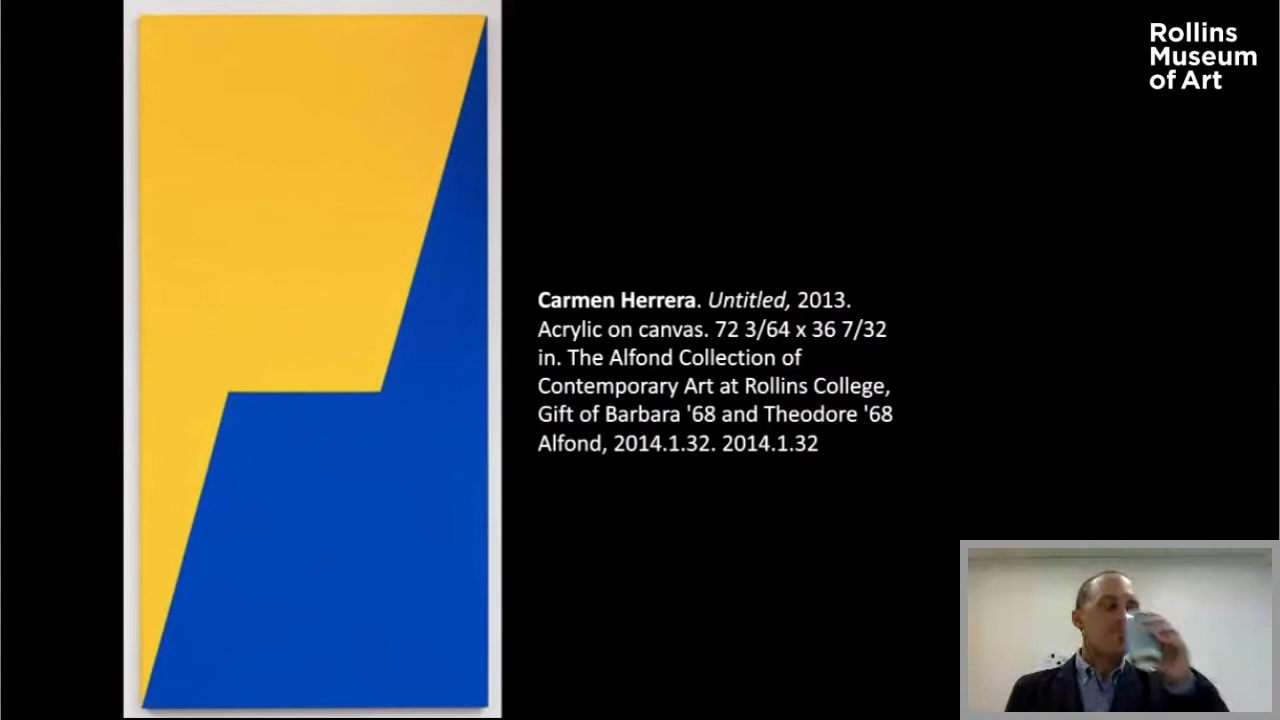 Rollins
Museum
of Art
Carmen Herrera. Untitled, 2013.
Acrylic on canvas. 72 3/64 x 36 7/32
in. The Alfond Collection of
Contemporary Art at Rollins College,
Gift of Barbara '68 and Theodore '68
Alfond, 2014.1.32. 2014.1.32